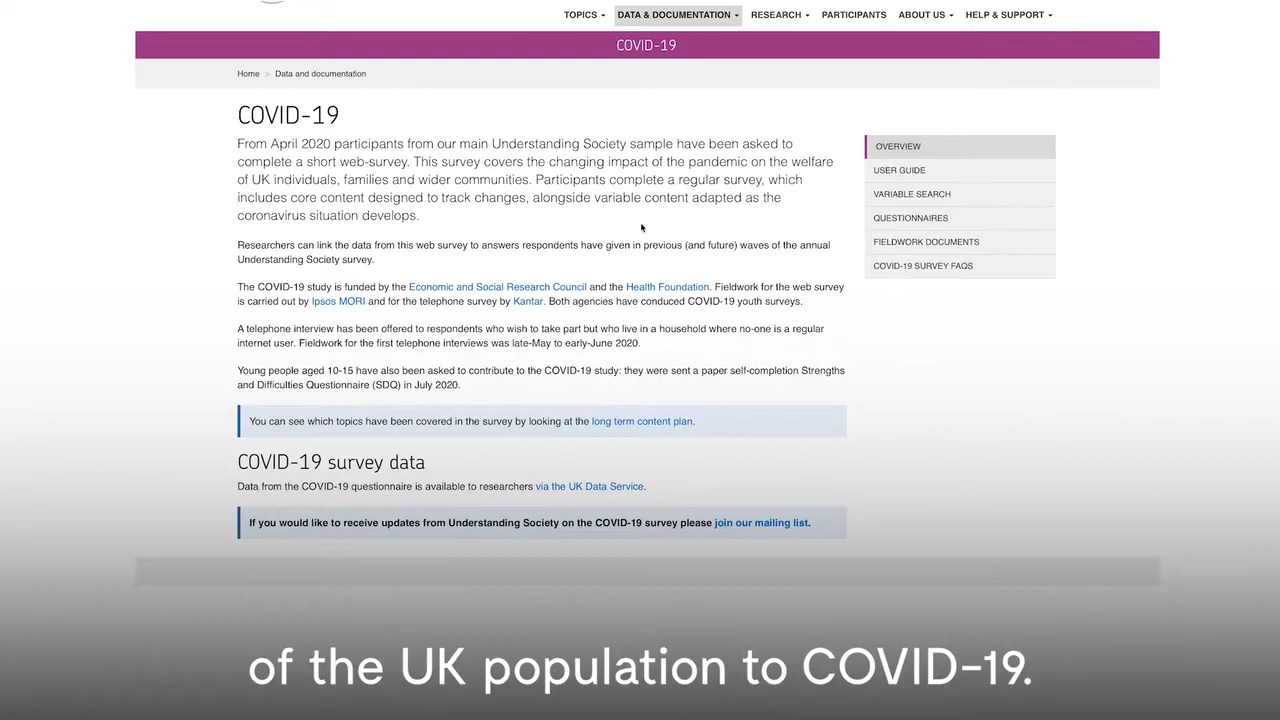 TOPICS DATA & DOCUMENTATION RESEARCH PARTICIPANTS ABOUT US HELP & SUPPORT
COVID-19
Home > Data and documentation
COVID-19
From April 2020 participants from our main Understanding Society sample have been asked to
complete a short web-survey. This survey covers the changing impact of the pandemic on the welfare
of UK individuals, families and wider communities. Participants complete a regular survey, which
includes core content designed to track changes, alongside variable content adapted as the
coronavirus situation develops.
Researchers can link the data from this web survey to answers respondents have given in previous (and future) waves of the annual
Understanding Society survey.
The COVID-19 study is funded by the Economic and Social Research Council and the Health Foundation. Fieldwork for the web survey
is carried out by Ipsos MORI and for the telephone survey by Kantar. Both agencies have conduced COVID-19 youth surveys.
A telephone interview has been offered to respondents who wish to take part but who live in a household where no-one is a regular
internet user. Fieldwork for the first telephone interviews was late-May to early-June 2020.
Young people aged 10-15 have also been asked to contribute to the COVID-19 study: they were sent a paper self-completion Strengths
and Difficulties Questionnaire (SDQ) in July 2020.
You can see which topics have been covered in the survey by looking at the long term content plan.
COVID-19 survey data
Data from the COVID-19 questionnaire is available to researchers via the UK Data Service.
If you would like to receive updates from Understanding Society on the COVID-19 survey please join our mailing list.
OVERVIEW
USER GUIDE
VARIABLE SEARCH
QUESTIONNAIRES
FIELDWORK DOCUMENTS
COVID-19 SURVEY FAQS
of the UK population to COVID-19.